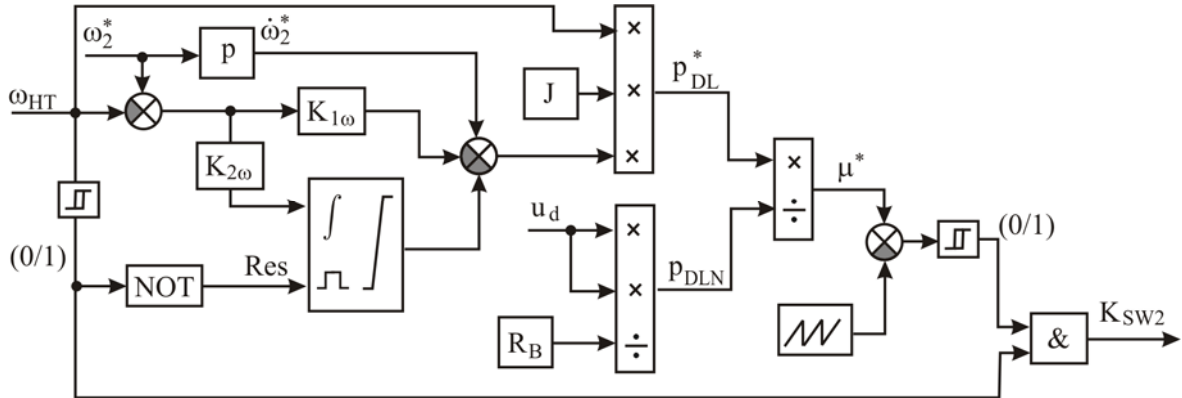 ω₂*
p
ω̇₂*
×
J
×
p*DL
ωHT
K1ω
×
K2ω
×
μ*
÷
ud
×
(0/1)
∫
(0/1)
NOT
Res
×
pDLN
RB
÷
&
KSW2